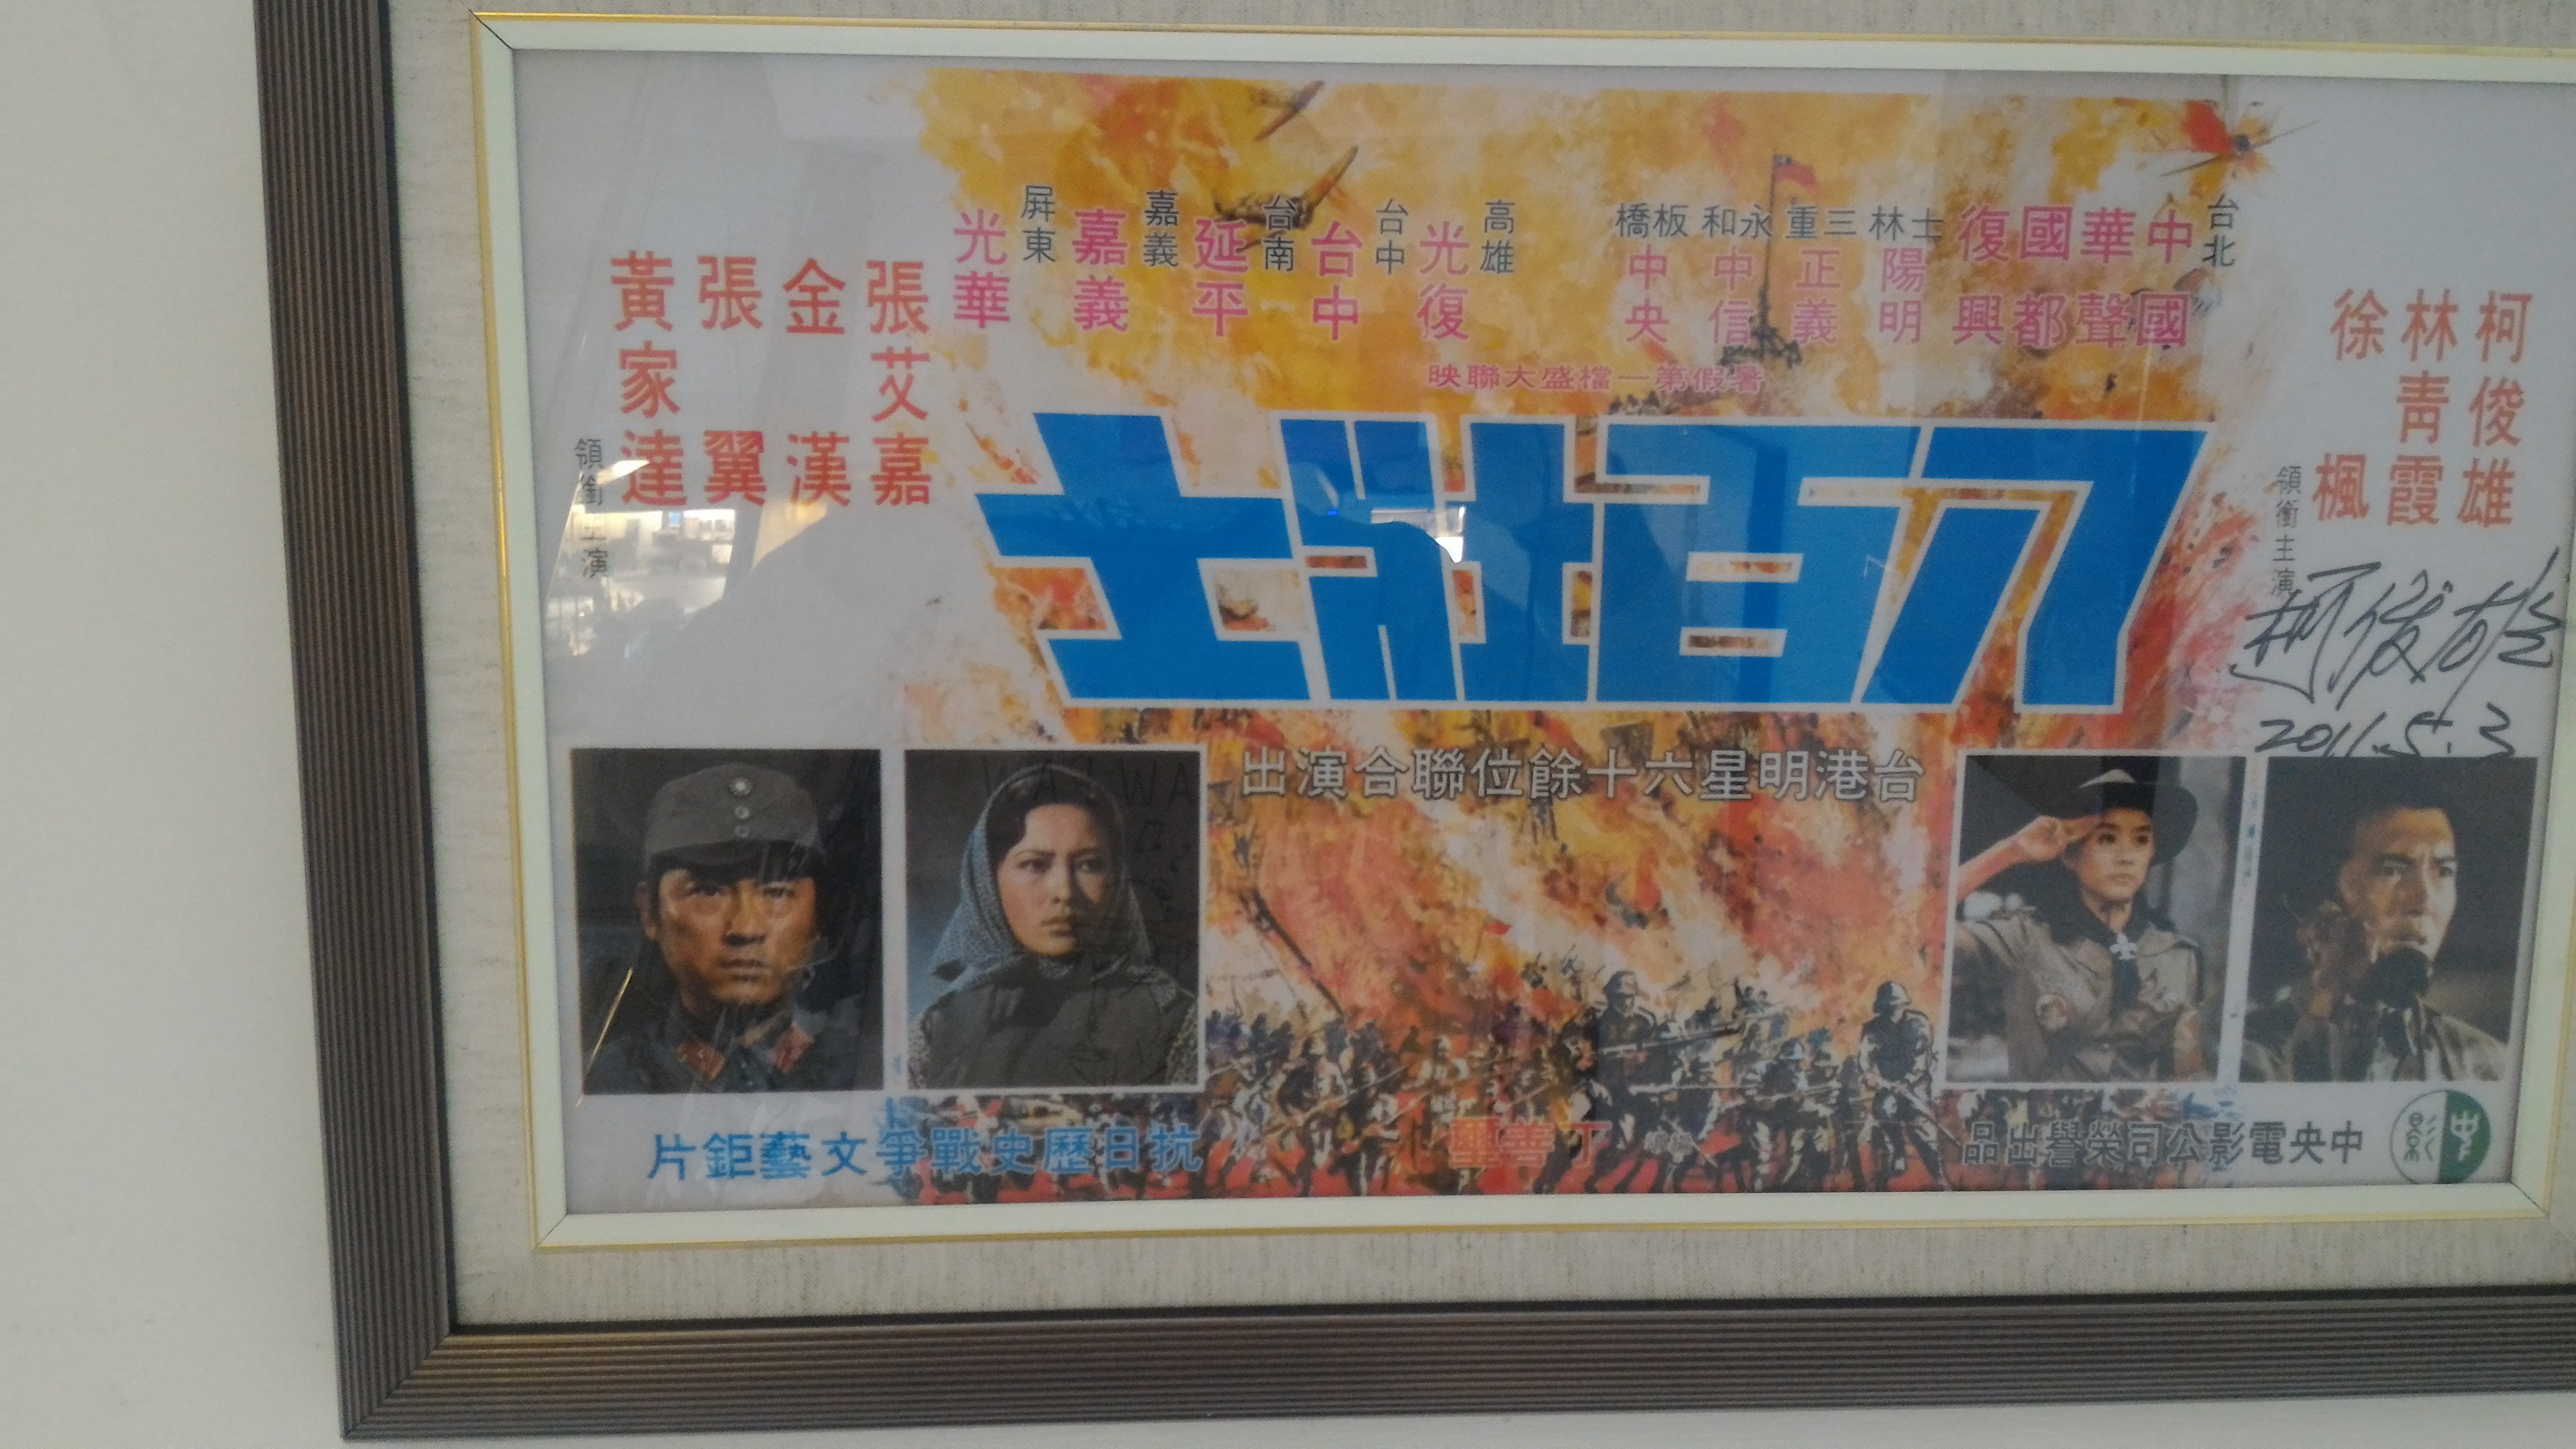 台北
中國 華聲 國都 復興
士林 陽明
三重 正義
永和 中信
板橋 中央
高雄 光復
台中 台中
台南 延平
嘉義 嘉義
屏東 光華
暑假第一檔盛大聯映
柯俊雄
林青霞
徐楓
領銜主演
八百壯士
張艾嘉
金漢
張翼
黃家達
領銜主演
柯俊雄
2011.5.3
台港明星六十餘位聯合演出
中影
中央電影公司榮譽出品
丁善璽
抗日歷史戰爭文藝鉅片